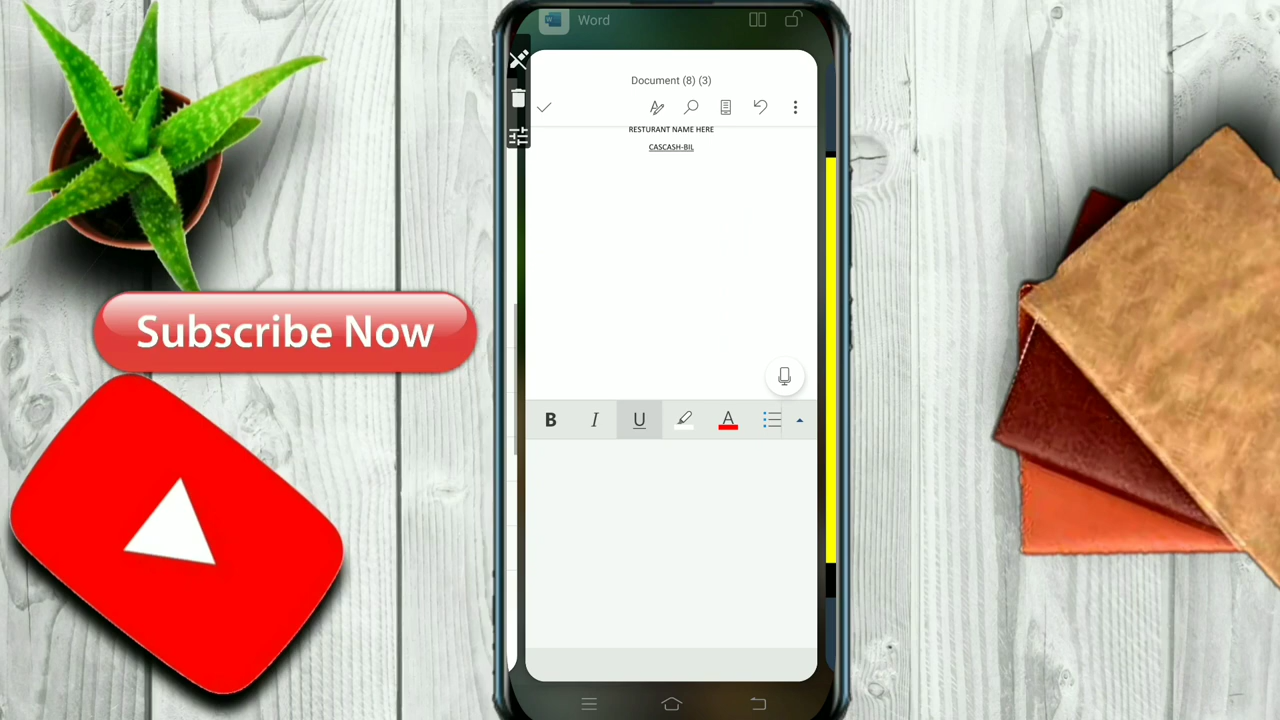 Word
Document (8) (3)
RESTURANT NAME HERE
CASCASH-BIL
B I U A
Subscribe Now